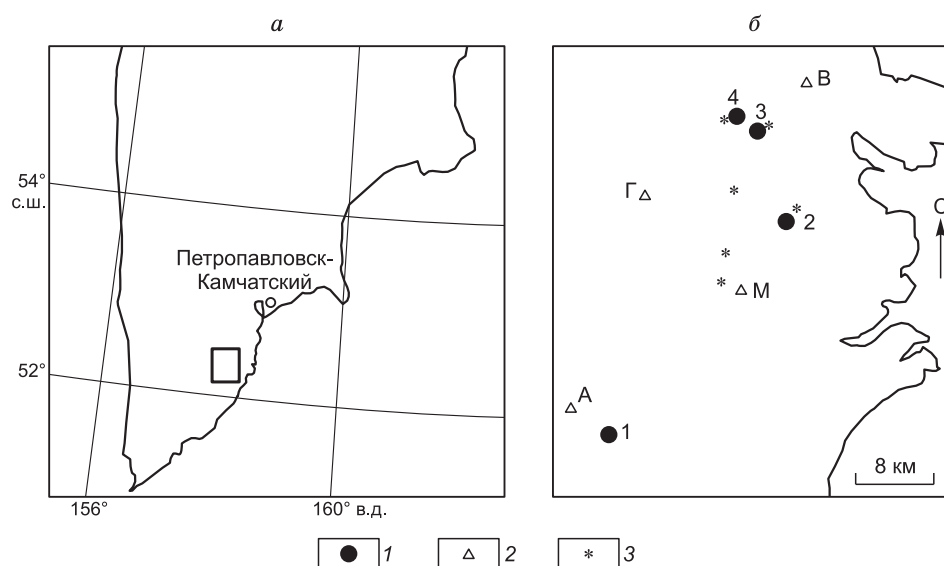 а
б
54°
с.ш.
Петропавловск-
Камчатский
52°
156°
160° в.д.
В
4
3
Г
2
С
М
А
1
8 км
1
2
3